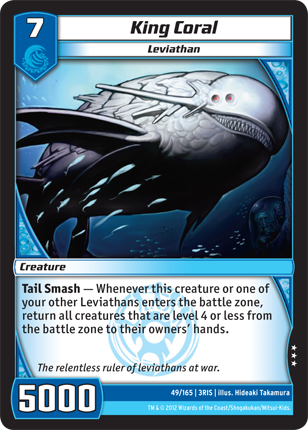 7
King Coral
Leviathan
Creature
Tail Smash — Whenever this creature or one of
your other Leviathans enters the battle zone,
return all creatures that are level 4 or less from
the battle zone to their owners' hands.
The relentless ruler of leviathans at war.
5000
49/165 | 3RIS | illus. Hideaki Takamura
TM & © 2012 Wizards of the Coast/Shogakukan/Mitsui-Kids.